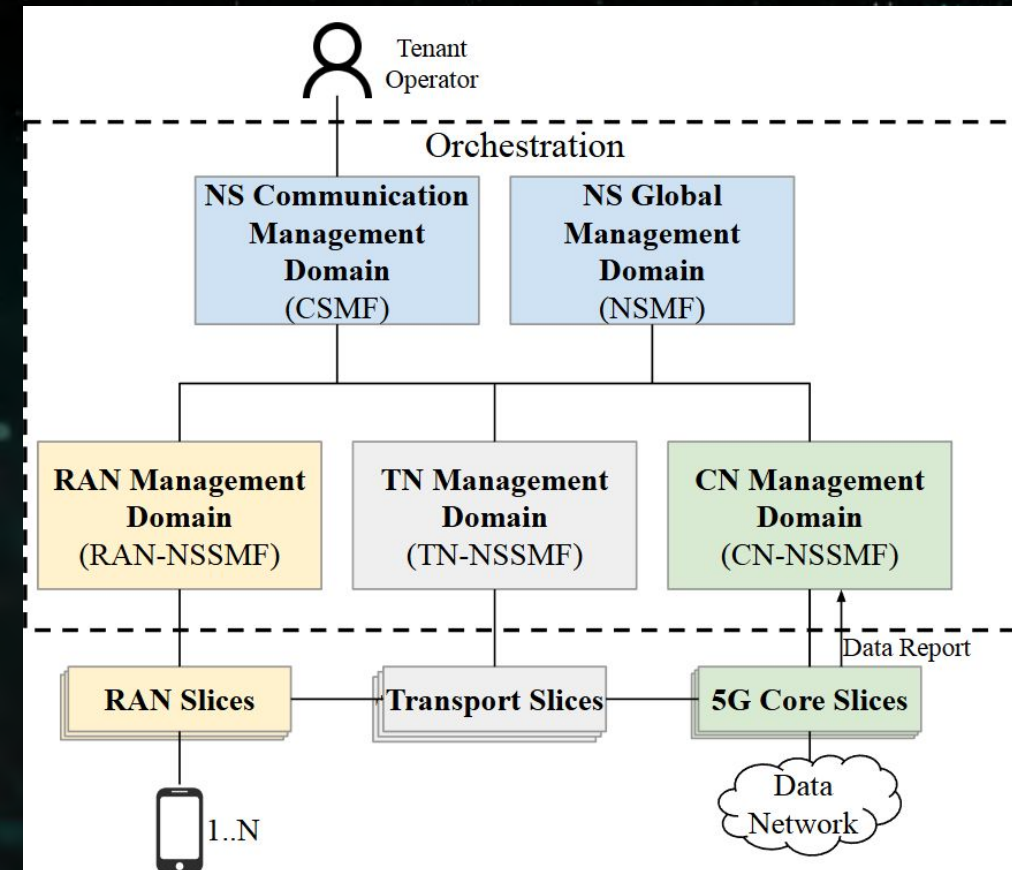 Tenant
Operator
Orchestration
NS Communication
Management
Domain
(CSMF)
NS Global
Management
Domain
(NSMF)
RAN Management
Domain
(RAN-NSSMF)
TN Management
Domain
(TN-NSSMF)
CN Management
Domain
(CN-NSSMF)
Data Report
RAN Slices
Transport Slices
5G Core Slices
1..N
Data
Network